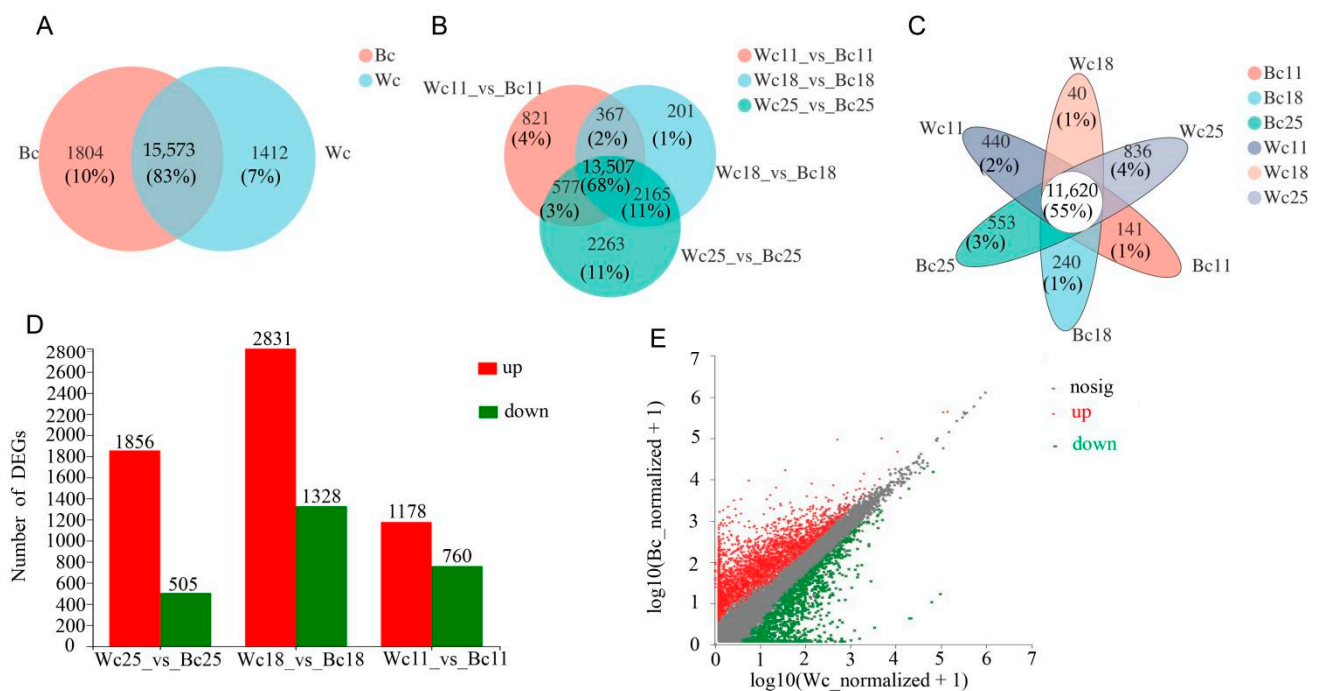 A
Bc
Wc
Bc
1804
(10%)
15,573
(83%)
1412
(7%)
Wc
B
Wc11_vs_Bc11
Wc18_vs_Bc18
Wc25_vs_Bc25
Wc11_vs_Bc11
821
(4%)
367
(2%)
201
(1%)
13,507
(68%)
577
(3%)
2165
(11%)
Wc18_vs_Bc18
2263
(11%)
Wc25_vs_Bc25
C
Bc11
Bc18
Bc25
Wc11
Wc18
Wc25
Wc18
40
(1%)
Wc11
440
(2%)
Wc25
836
(4%)
11,620
(55%)
553
(3%)
Bc25
141
(1%)
Bc11
240
(1%)
Bc18
D
Number of DEGs
2800
2600
2400
2200
2000
1800
1600
1400
1200
1000
800
600
400
200
0
1856
505
2831
1328
1178
760
Wc25_vs_Bc25
Wc18_vs_Bc18
Wc11_vs_Bc11
up
down
E
log10(Bc_normalized + 1)
7
6
5
4
3
2
1
0
0 1 2 3 4 5 6 7
log10(Wc_normalized + 1)
nosig
up
down